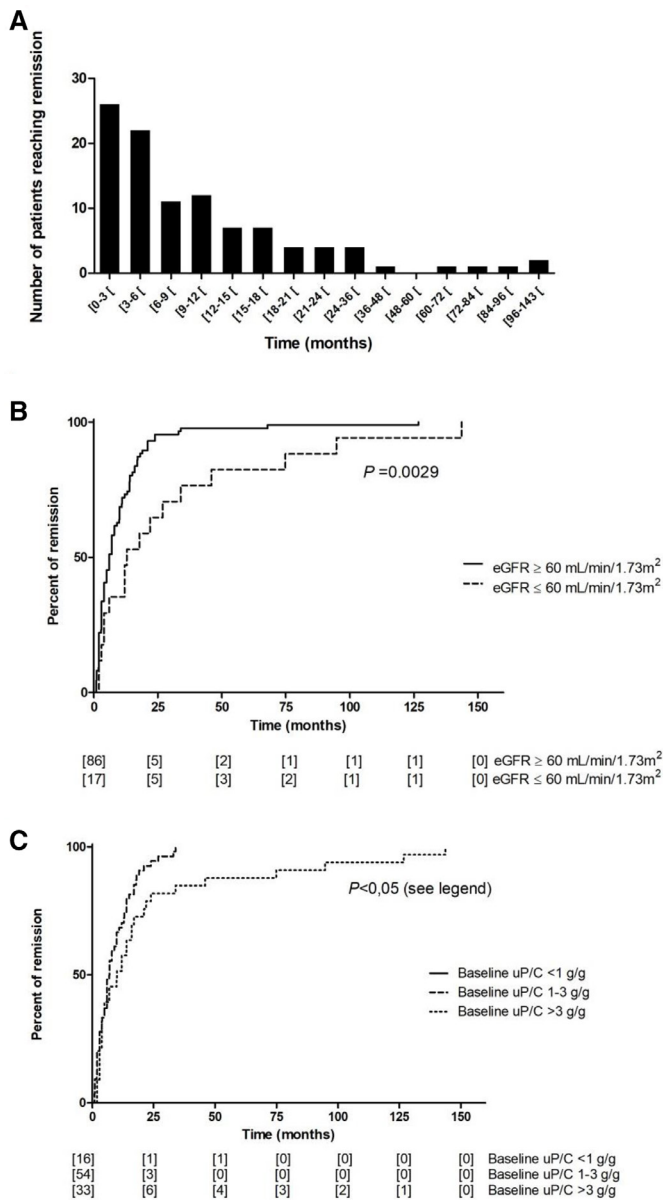 A
Number of patients reaching remission
30
20
10
0
[0-3 [
[3-6 [
[6-9 [
[9-12 [
[12-15 [
[15-18 [
[18-21 [
[21-24 [
[24-36 [
[36-48 [
[48-60 [
[60-72 [
[72-84 [
[84-96 [
[96-143 [
Time (months)
B
Percent of remission
100
50
0
P =0.0029
eGFR ≥ 60 mL/min/1.73m²
eGFR ≤ 60 mL/min/1.73m²
0 25 50 75 100 125 150
Time (months)
[86] [5] [2] [1] [1] [1] [0] eGFR ≥ 60 mL/min/1.73m²
[17] [5] [3] [2] [1] [1] [0] eGFR ≤ 60 mL/min/1.73m²
C
Percent of remission
100
50
0
P<0,05 (see legend)
Baseline uP/C <1 g/g
Baseline uP/C 1-3 g/g
Baseline uP/C >3 g/g
0 25 50 75 100 125 150
Time (months)
[16] [1] [1] [0] [0] [0] [0] Baseline uP/C <1 g/g
[54] [3] [0] [0] [0] [0] [0] Baseline uP/C 1-3 g/g
[33] [6] [4] [3] [2] [1] [0] Baseline uP/C >3 g/g